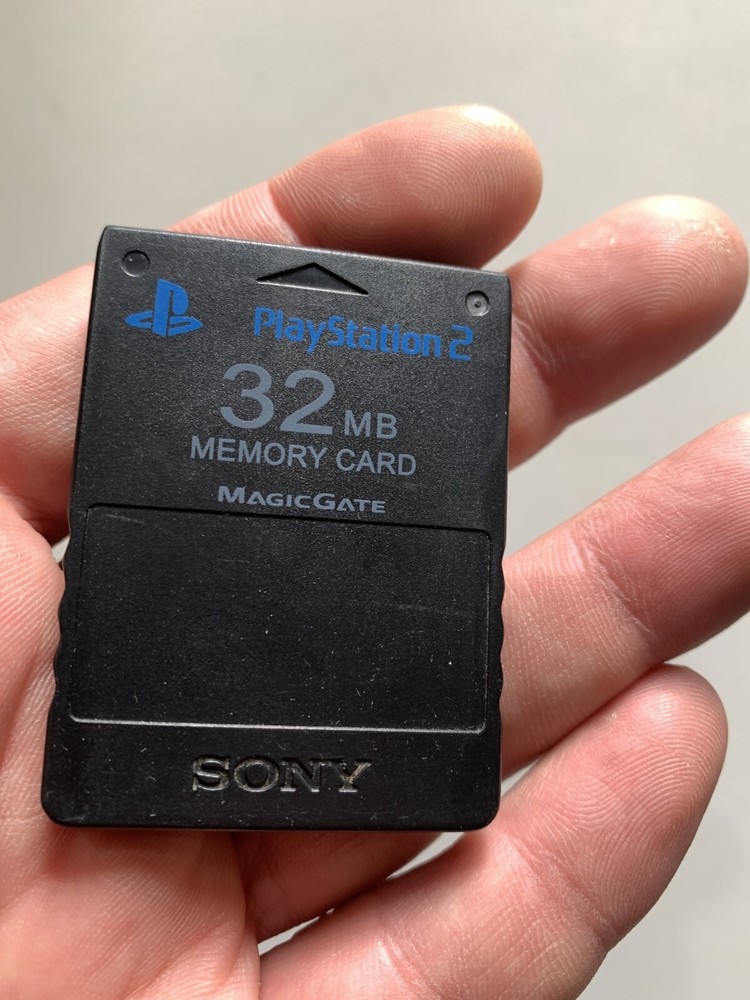 PlayStation 2
32 MB
MEMORY CARD
MAGICGATE
SONY